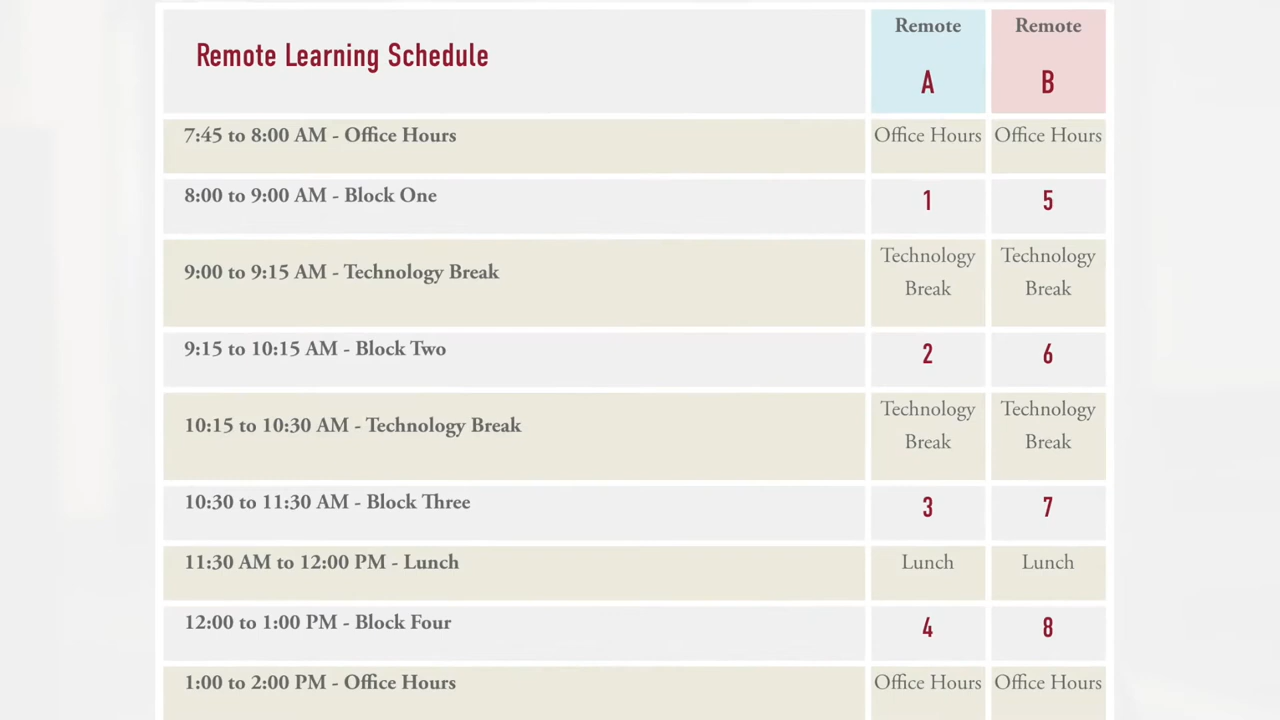 Remote Learning Schedule
Remote
A
Remote
B
7:45 to 8:00 AM - Office Hours
Office Hours
Office Hours
8:00 to 9:00 AM - Block One
1
5
9:00 to 9:15 AM - Technology Break
Technology
Break
Technology
Break
9:15 to 10:15 AM - Block Two
2
6
10:15 to 10:30 AM - Technology Break
Technology
Break
Technology
Break
10:30 to 11:30 AM - Block Three
3
7
11:30 AM to 12:00 PM - Lunch
Lunch
Lunch
12:00 to 1:00 PM - Block Four
4
8
1:00 to 2:00 PM - Office Hours
Office Hours
Office Hours